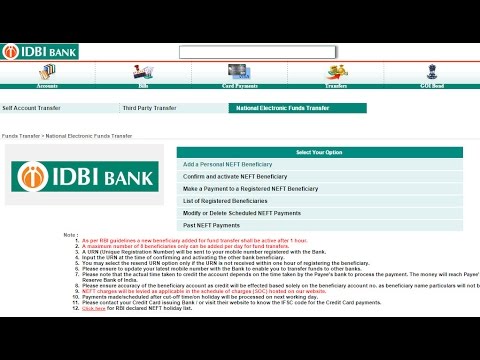 IDBI BANK
Accounts
Bills
Card Payments
Transfers
GOI Bond
Self Account Transfer
Third Party Transfer
National Electronic Funds Transfer
Funds Transfer > National Electronic Funds Transfer
Select Your Option
IDBI BANK
Add a Personal NEFT Beneficiary
Confirm and activate NEFT Beneficiary
Make a Payment to a Registered NEFT Beneficiary
List of Registered Beneficiaries
Modify or Delete Scheduled NEFT Payments
Past NEFT Payments
Note :
1. As per RBI guidelines a new beneficiary added for fund transfer shall be active after 1 hour.
2. A maximum number of 8 beneficiaries only can be added per day for fund transfers.
3. A URN (Unique Registration Number) will be sent to your mobile number registered with the Bank.
4. Input the URN at the time of confirming and activating the other bank beneficiary.
5. You may select the resend URN option only if the URN is not received within one hour of registering the beneficiary.
6. Please ensure to update your latest mobile number with the Bank to enable you to transfer funds to other banks.
7. Please note that the actual time taken to credit the account depends on the time taken by the Payee's bank to process the payment. The money will reach Payee'
Reserve Bank of India.
8. Please ensure accuracy of the beneficiary account as credit will be effected based solely on the beneficiary account no. as beneficiary name particulars will not b
9. NEFT charges will be levied as applicable in the schedule of charges (SOC) hosted on our website.
10. Payments made/scheduled after cut-off time/on holiday will be processed on next working day.
11. Please contact your Credit Card issuing Bank / or visit their website to know the IFSC code for the Credit Card payments.
12. Click here for RBI declared NEFT holiday list.